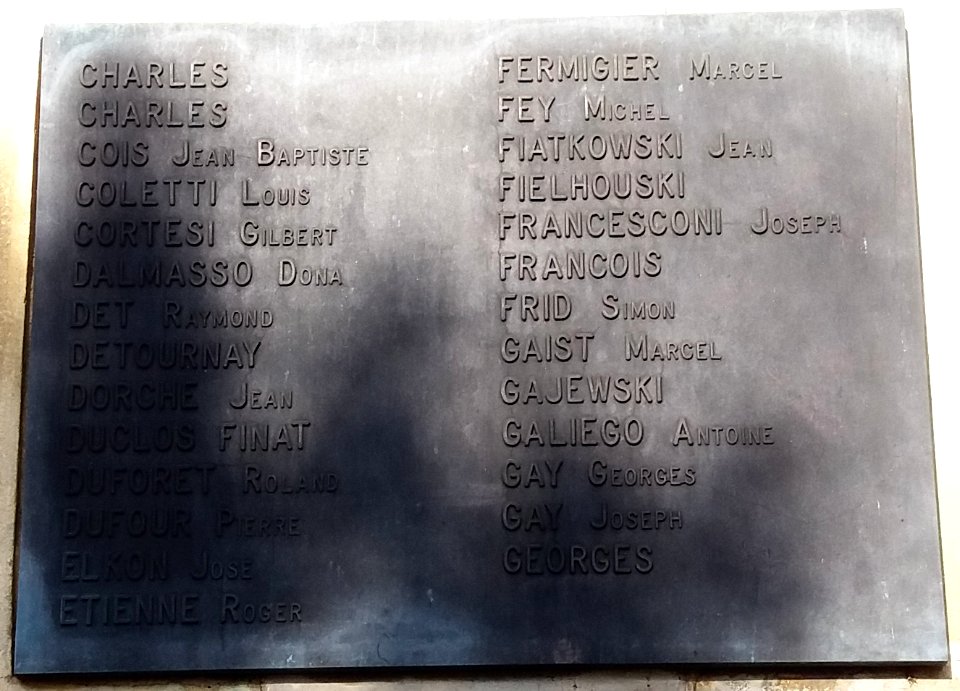 CHARLES
CHARLES
COIS JEAN BAPTISTE
COLETTI LOUIS
CORTESI GILBERT
DALMASSO DONA
DET RAYMOND
DETOURNAY
DORCHE JEAN
DUCLOS FINAT
DUFORET ROLAND
DUFOUR PIERRE
ELKON JOSE
ETIENNE ROGER
FERMIGIER MARCEL
FEY MICHEL
FIATKOWSKI JEAN
FIELHOUSKI
FRANCESCONI JOSEPH
FRANCOIS
FRID SIMON
GAIST MARCEL
GAJEWSKI
GALIEGO ANTOINE
GAY GEORGES
GAY JOSEPH
GEORGES